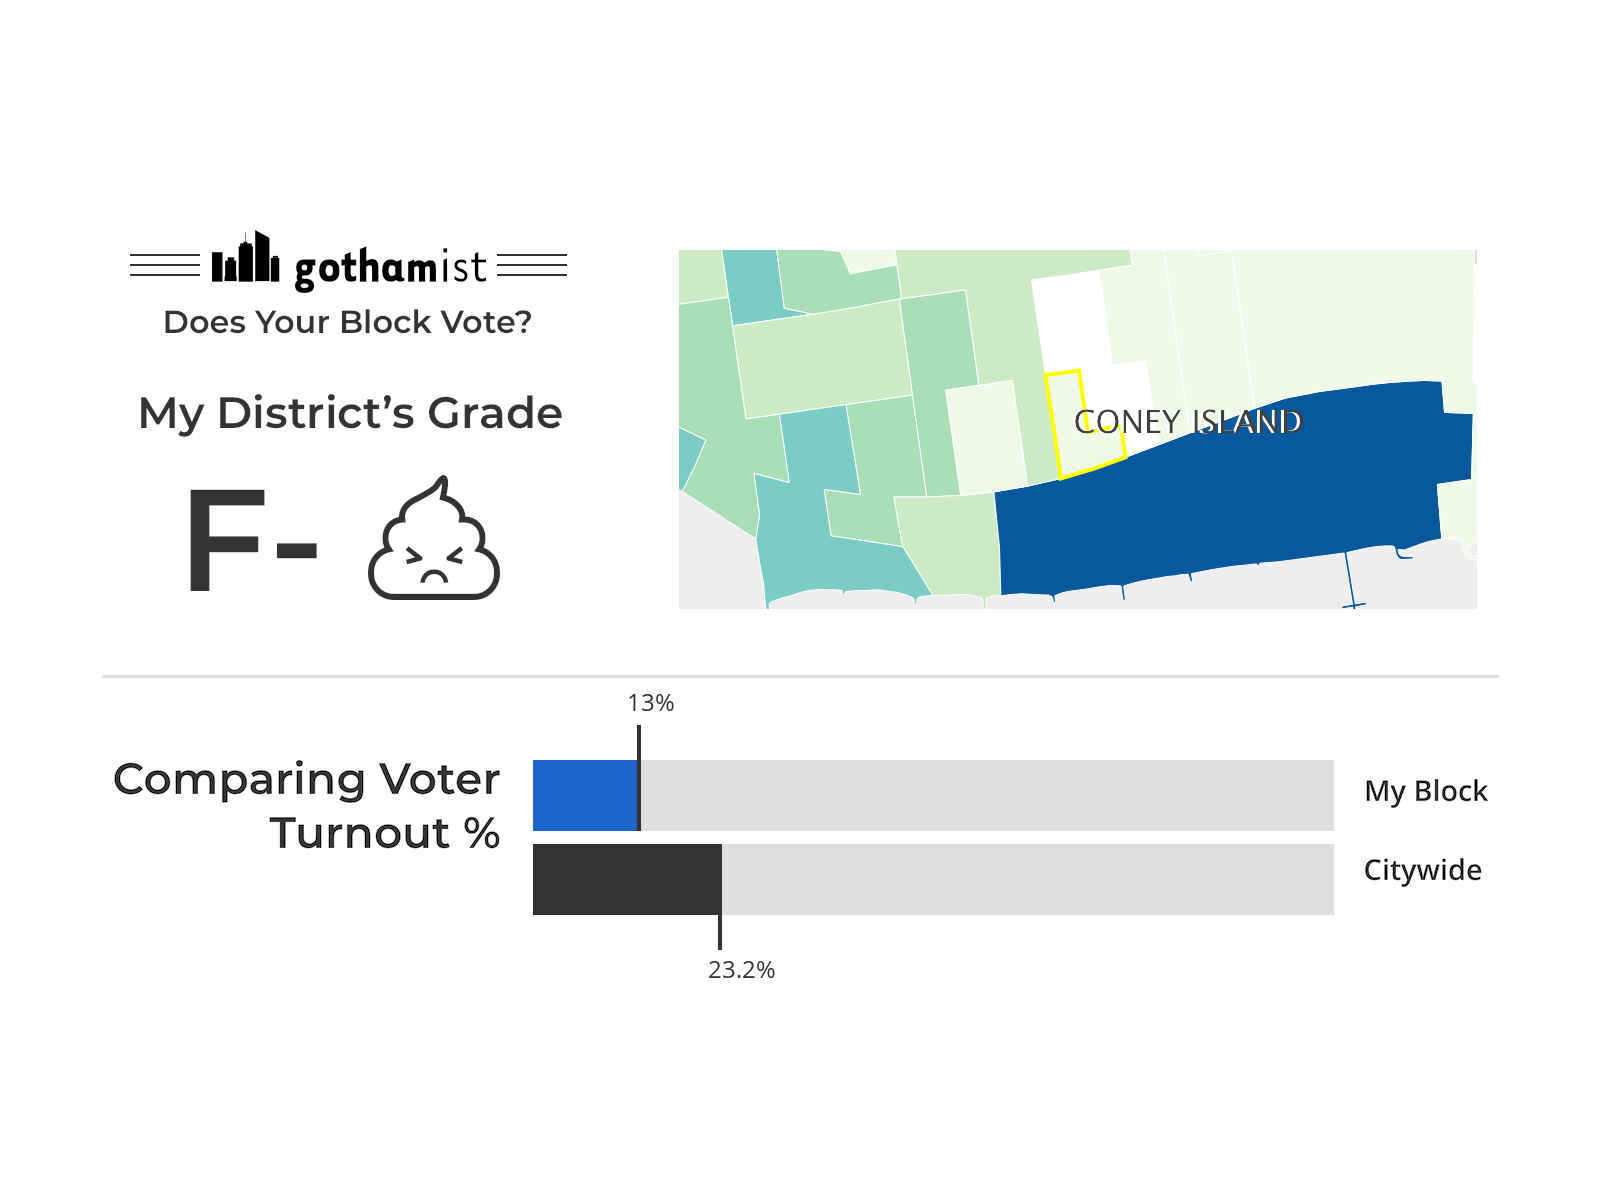 gothamist
Does Your Block Vote?
My District’s Grade
F-
CONEY ISLAND
13%
Comparing Voter
Turnout %
My Block
Citywide
23.2%